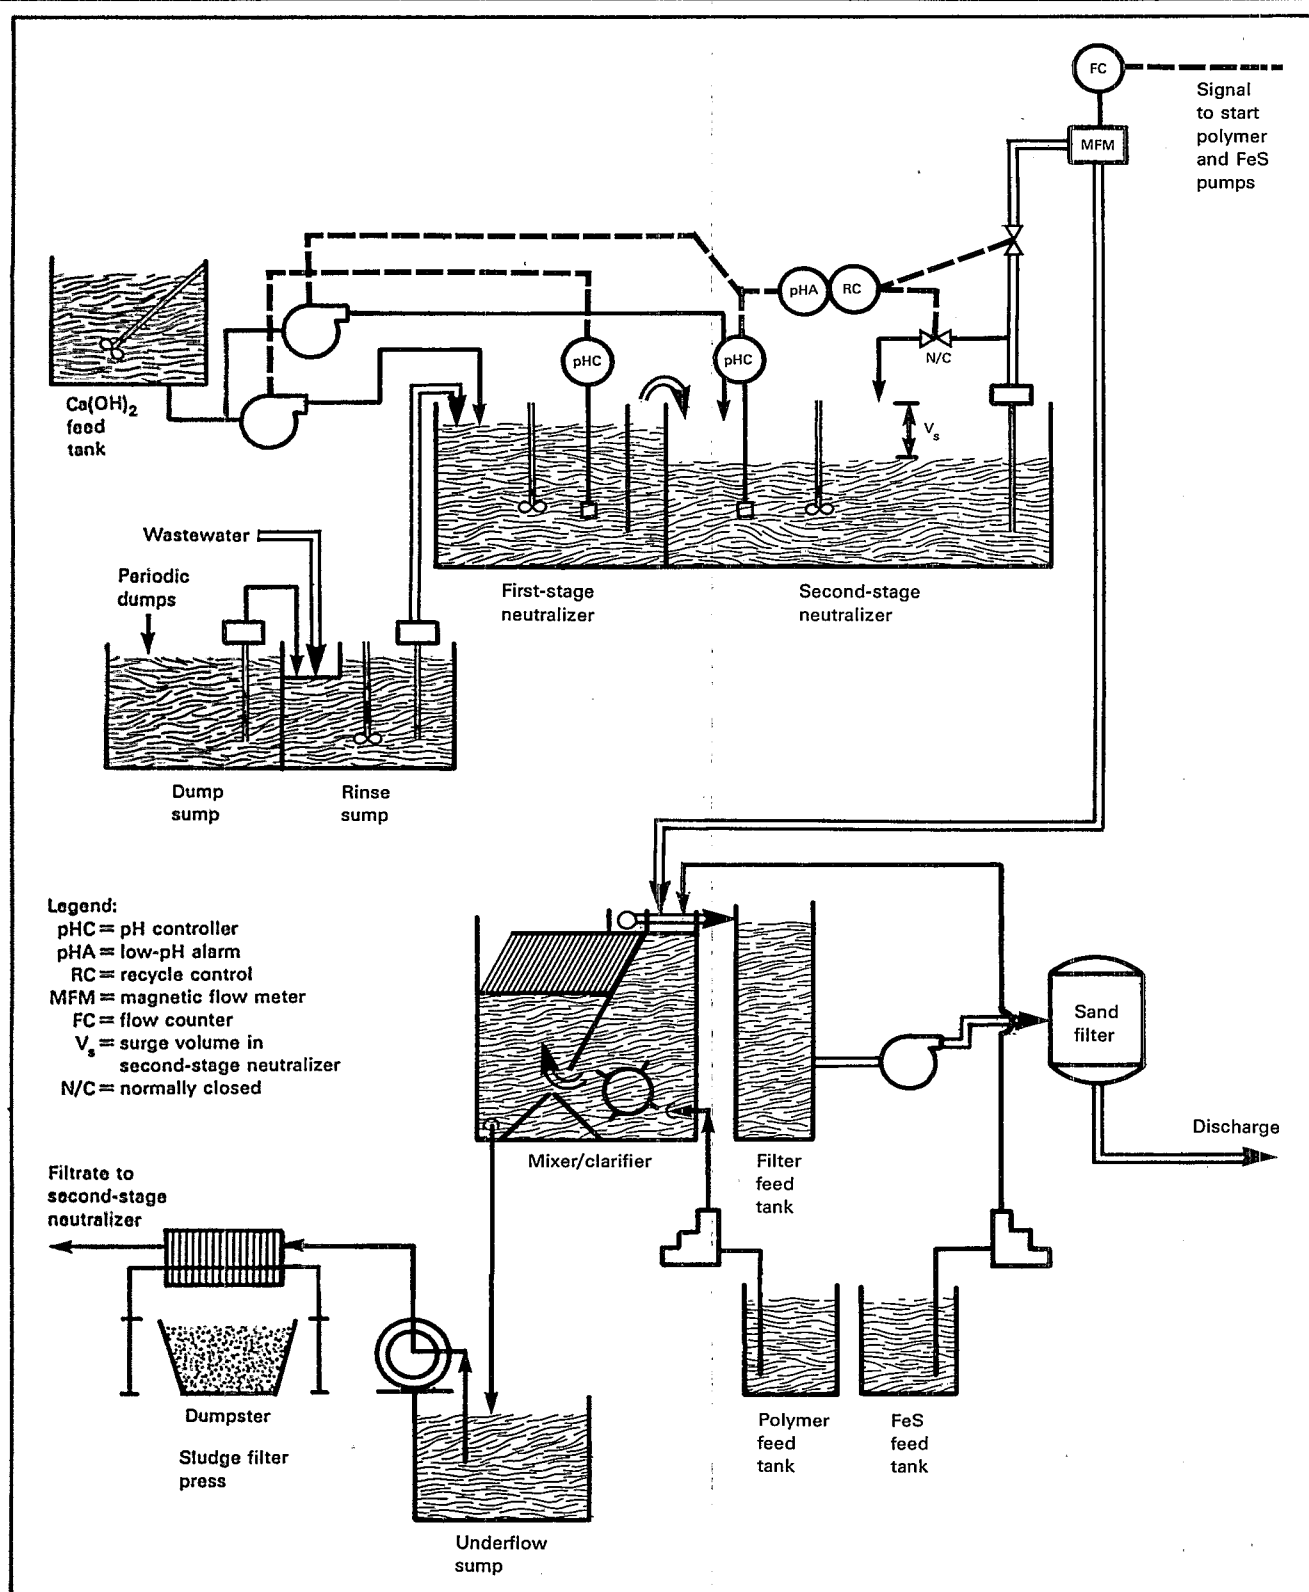 FC
Signal
to start
polymer
and FeS
pumps
MFM
pHA
RC
pHC
pHC
N/C
Vs
Ca(OH)2
feed
tank
Wastewater
Periodic
dumps
First-stage
neutralizer
Second-stage
neutralizer
Dump
sump
Rinse
sump
Legend:
pHC = pH controller
pHA = low-pH alarm
RC = recycle control
MFM = magnetic flow meter
FC = flow counter
Vs = surge volume in
second-stage neutralizer
N/C = normally closed
Sand
filter
Discharge
Mixer/clarifier
Filter
feed
tank
Filtrate to
second-stage
neutralizer
Dumpster
Sludge filter
press
Polymer
feed
tank
FeS
feed
tank
Underflow
sump